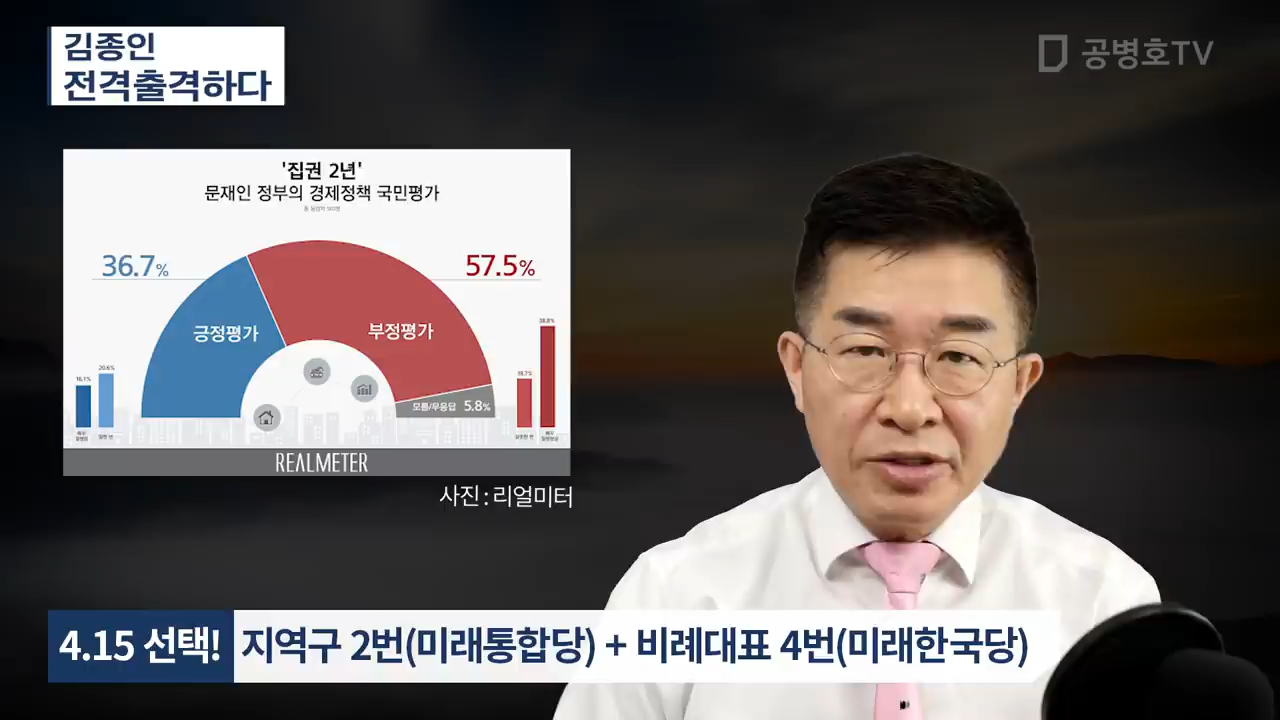 김종인
전격출격하다
공병호TV
'집권 2년'
문재인 정부의 경제정책 국민평가
36.7%
57.5%
긍정평가
부정평가
모름/무응답 5.8%
16.1%
20.6%
18.7%
38.8%
REALMETER
사진 : 리얼미터
4.15 선택!
지역구 2번(미래통합당) + 비례대표 4번(미래한국당)